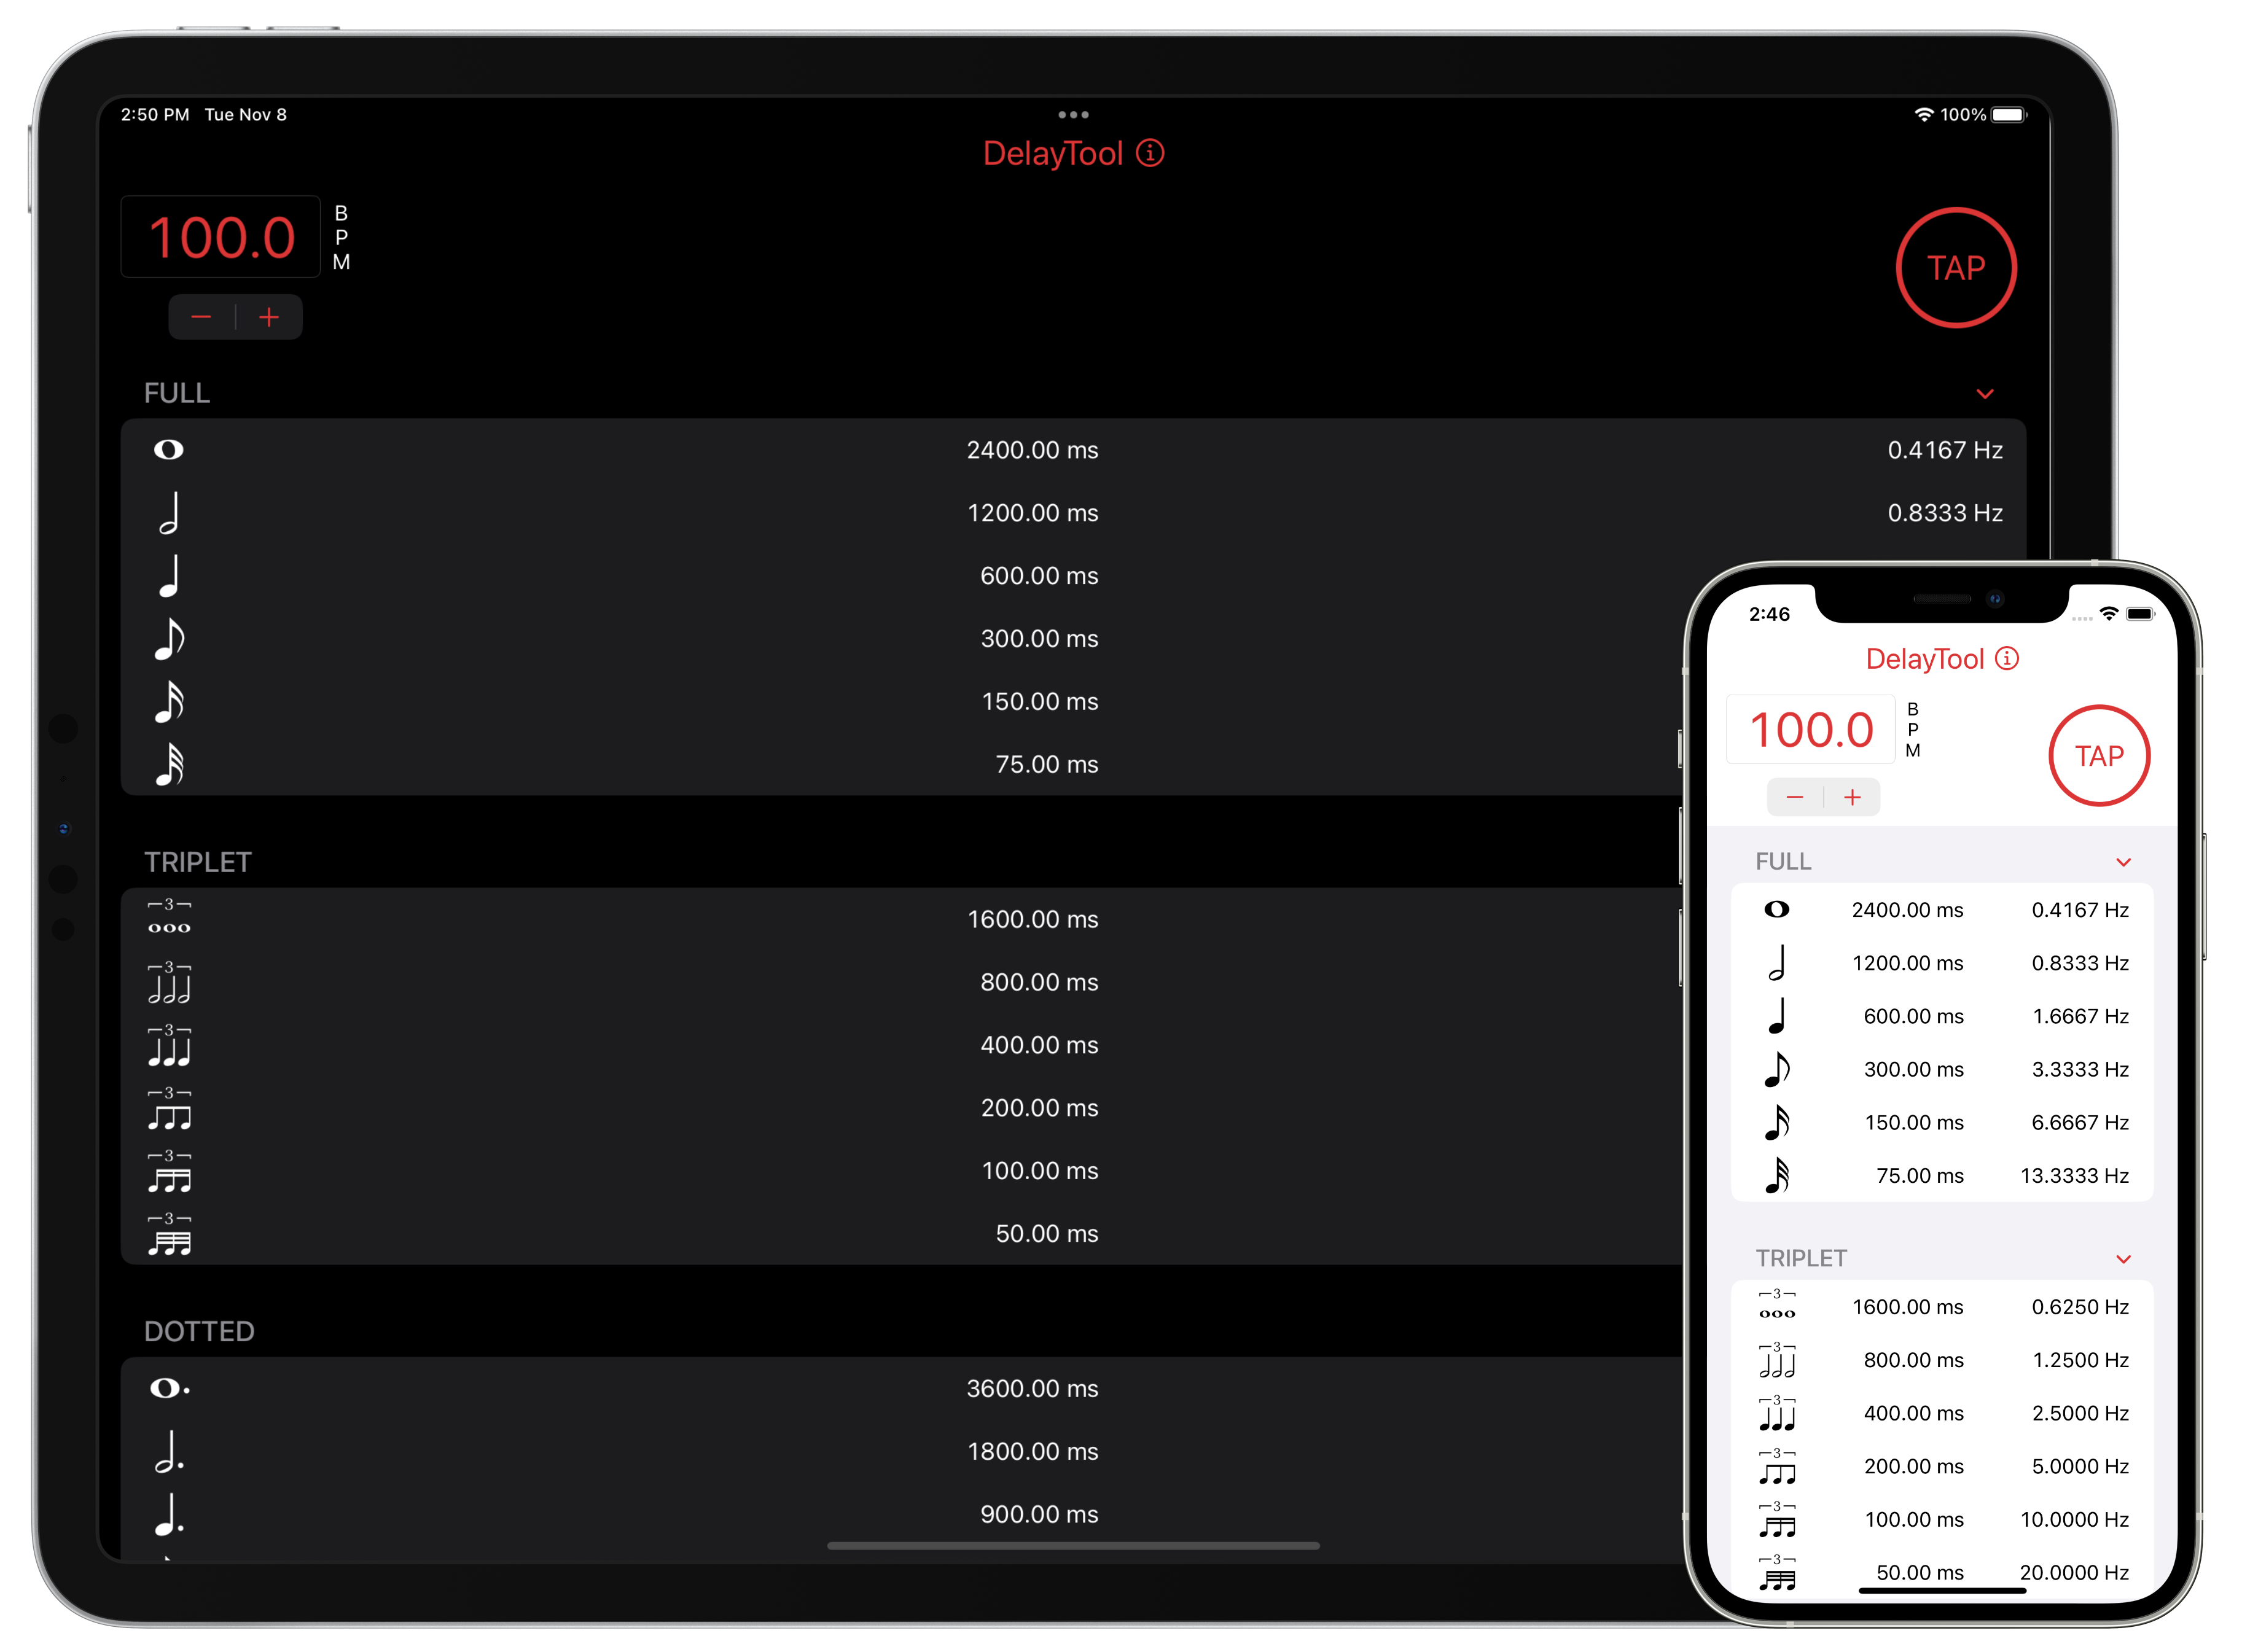 2:50 PM Tue Nov 8
100%
DelayTool
100.0
B
P
M
TAP
FULL
2400.00 ms 0.4167 Hz
1200.00 ms 0.8333 Hz
600.00 ms
300.00 ms
150.00 ms
75.00 ms
TRIPLET
3
1600.00 ms
3
800.00 ms
3
400.00 ms
3
200.00 ms
3
100.00 ms
3
50.00 ms
DOTTED
3600.00 ms
1800.00 ms
900.00 ms
2:46
DelayTool
100.0
B
P
M
TAP
FULL
2400.00 ms 0.4167 Hz
1200.00 ms 0.8333 Hz
600.00 ms 1.6667 Hz
300.00 ms 3.3333 Hz
150.00 ms 6.6667 Hz
75.00 ms 13.3333 Hz
TRIPLET
3
1600.00 ms 0.6250 Hz
3
800.00 ms 1.2500 Hz
3
400.00 ms 2.5000 Hz
3
200.00 ms 5.0000 Hz
3
100.00 ms 10.0000 Hz
3
50.00 ms 20.0000 Hz